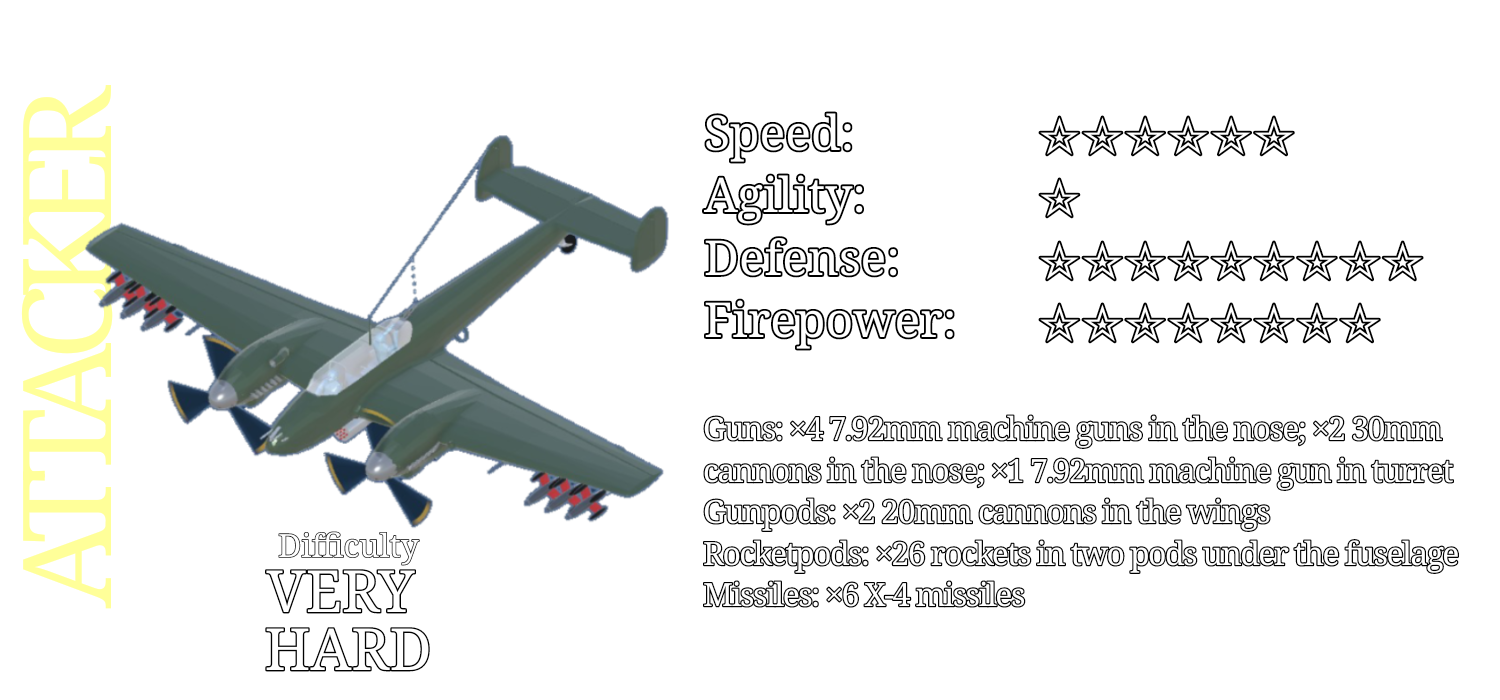 ATTACKER
Speed: ☆☆☆☆☆☆
Agility: ☆
Defense: ☆☆☆☆☆☆☆☆☆
Firepower: ☆☆☆☆☆☆☆☆
Guns: ×4 7.92mm machine guns in the nose; ×2 30mm
cannons in the nose; ×1 7.92mm machine gun in turret
Gunpods: ×2 20mm cannons in the wings
Rocketpods: ×26 rockets in two pods under the fuselage
Missiles: ×6 X-4 missiles
Difficulty
VERY
HARD